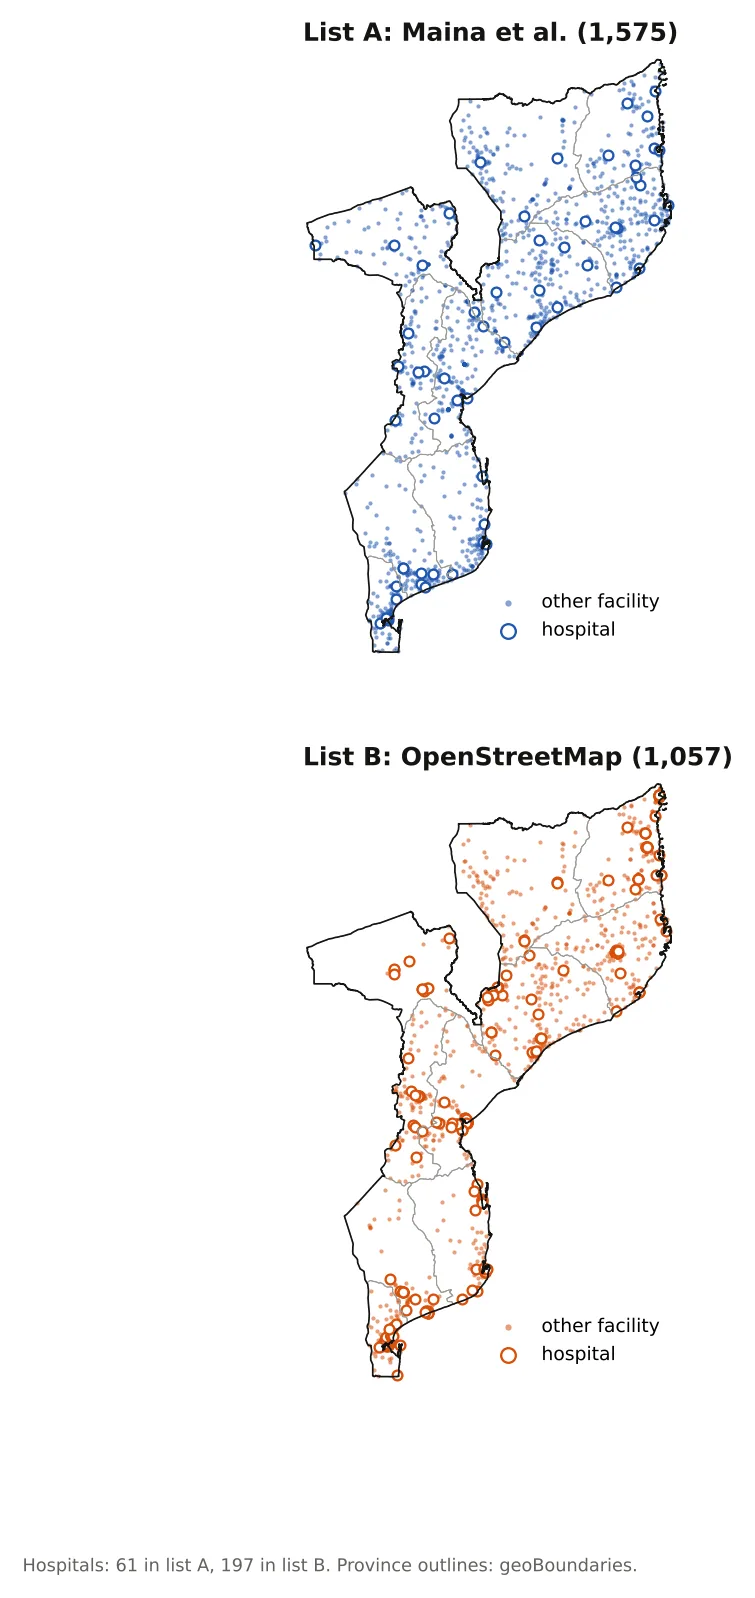 List A: Maina et al. (1,575)
other facility
hospital
List B: OpenStreetMap (1,057)
other facility
hospital
Hospitals: 61 in list A, 197 in list B. Province outlines: geoBoundaries.